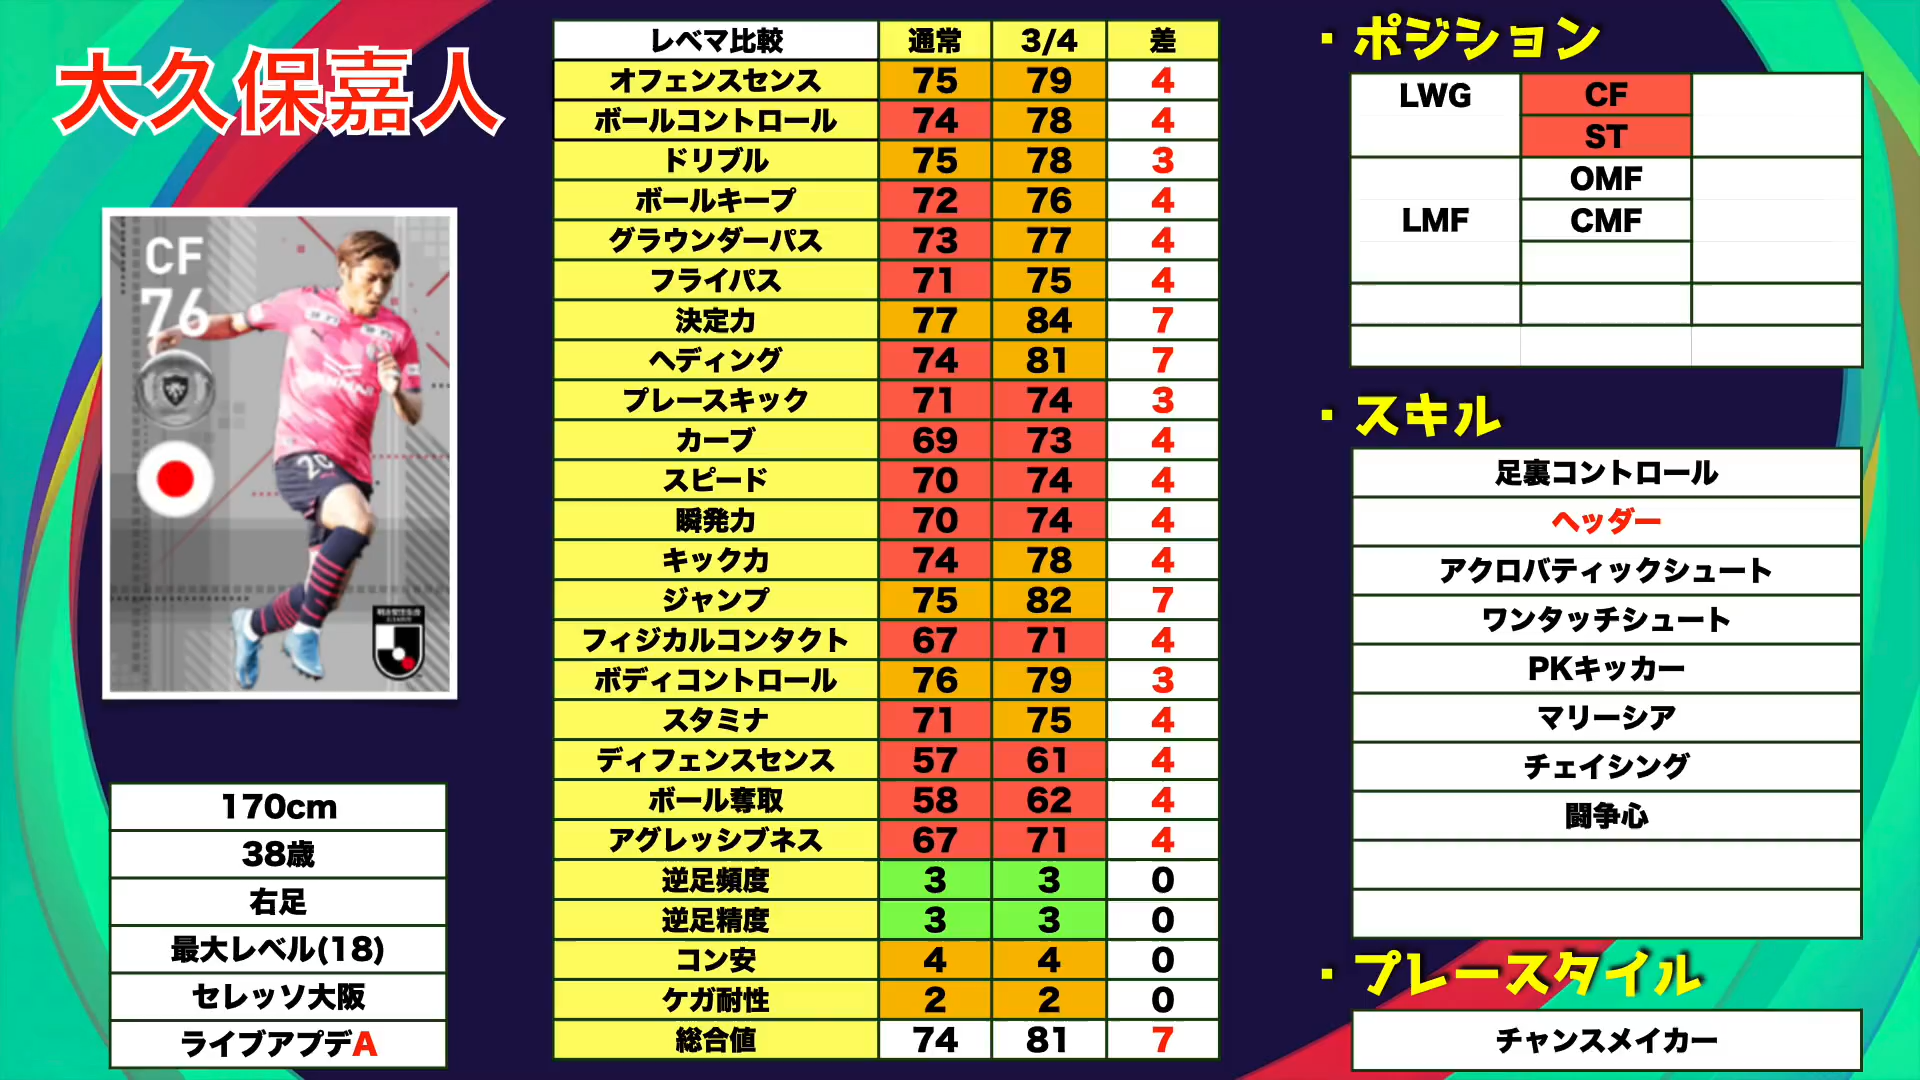 大久保嘉人
CF
76
20
170cm
38歳
右足
最大レベル(18)
セレッソ大阪
ライブアプデA
レベマ比較 通常 3/4 差
オフェンスセンス 75 79 4
ボールコントロール 74 78 4
ドリブル 75 78 3
ボールキープ 72 76 4
グラウンダーパス 73 77 4
フライパス 71 75 4
決定力 77 84 7
ヘディング 74 81 7
プレースキック 71 74 3
カーブ 69 73 4
スピード 70 74 4
瞬発力 70 74 4
キック力 74 78 4
ジャンプ 75 82 7
フィジカルコンタクト 67 71 4
ボディコントロール 76 79 3
スタミナ 71 75 4
ディフェンスセンス 57 61 4
ボール奪取 58 62 4
アグレッシブネス 67 71 4
逆足頻度 3 3 0
逆足精度 3 3 0
コン安 4 4 0
ケガ耐性 2 2 0
総合値 74 81 7
・ポジション
LWG CF
ST
OMF
LMF CMF
・スキル
足裏コントロール
ヘッダー
アクロバティックシュート
ワンタッチシュート
PKキッカー
マリーシア
チェイシング
闘争心
・プレースタイル
チャンスメイカー